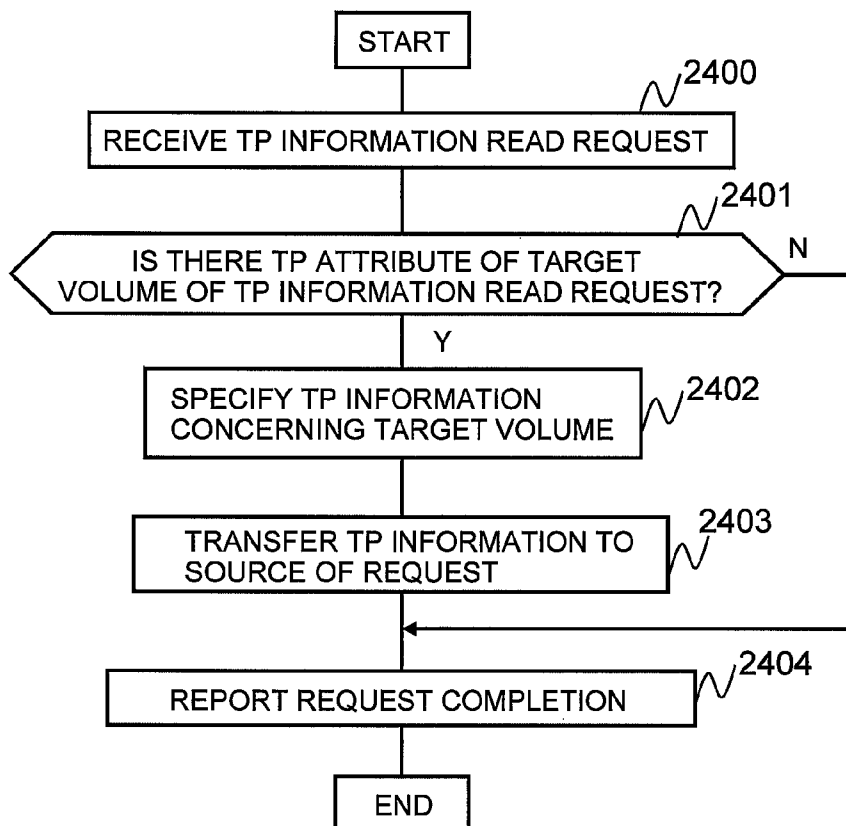 START
2400
RECEIVE TP INFORMATION READ REQUEST
2401
IS THERE TP ATTRIBUTE OF TARGET
VOLUME OF TP INFORMATION READ REQUEST?
N
Y
SPECIFY TP INFORMATION
CONCERNING TARGET VOLUME
2402
TRANSFER TP INFORMATION TO
SOURCE OF REQUEST
2403
REPORT REQUEST COMPLETION
2404
END